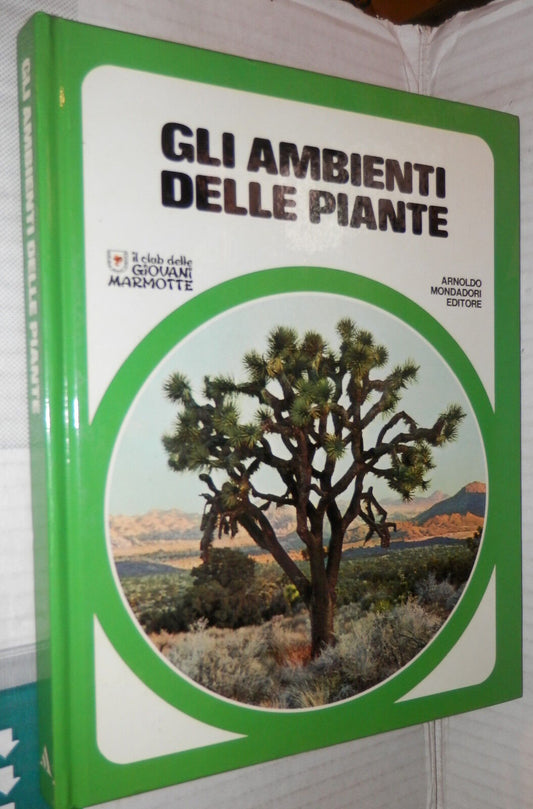 GLI AMBIENTI DELLE PIANTE
GLI AMBIENTI
DELLE PIANTE
il club delle
GIOVANI
MARMOTTE
ARNOLDO
MONDADORI
EDITORE